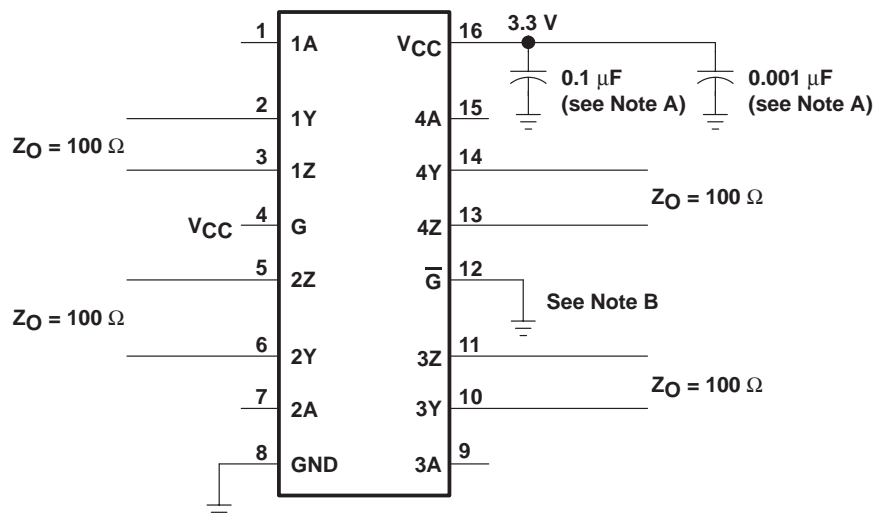 1 1A VCC 16 3.3 V
0.1 μF
(see Note A)
0.001 μF
(see Note A)
2 1Y 4A 15
ZO = 100 Ω
3 1Z 4Y 14
ZO = 100 Ω
VCC 4 G 4Z 13
5 2Z G̅ 12
See Note B
ZO = 100 Ω
6 2Y 3Z 11
ZO = 100 Ω
7 2A 3Y 10
8 GND 3A 9